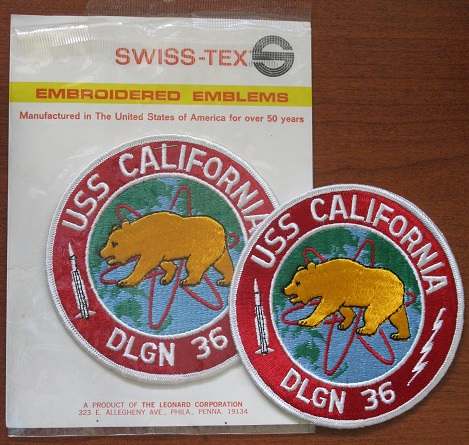 SWISS-TEX
EMBROIDERED EMBLEMS
Manufactured in The United States of America for over 50 years
USS CALIFORNIA
DLGN 36
USS CALIFORNIA
DLGN 36
A PRODUCT OF THE LEONARD CORPORATION
323 E. ALLEGHENY AVE., PHILA., PENNA. 19134